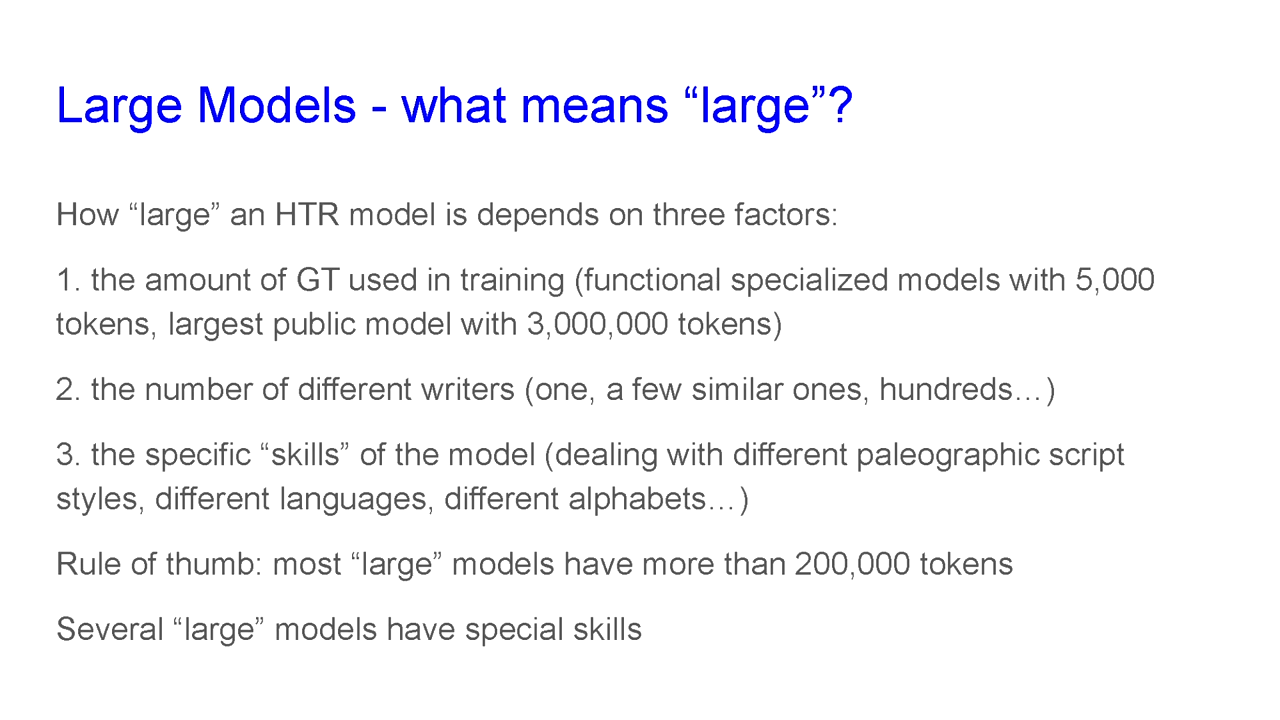 Large Models - what means “large”?
How “large” an HTR model is depends on three factors:
1. the amount of GT used in training (functional specialized models with 5,000
tokens, largest public model with 3,000,000 tokens)
2. the number of different writers (one, a few similar ones, hundreds…)
3. the specific “skills” of the model (dealing with different paleographic script
styles, different languages, different alphabets…)
Rule of thumb: most “large” models have more than 200,000 tokens
Several “large” models have special skills